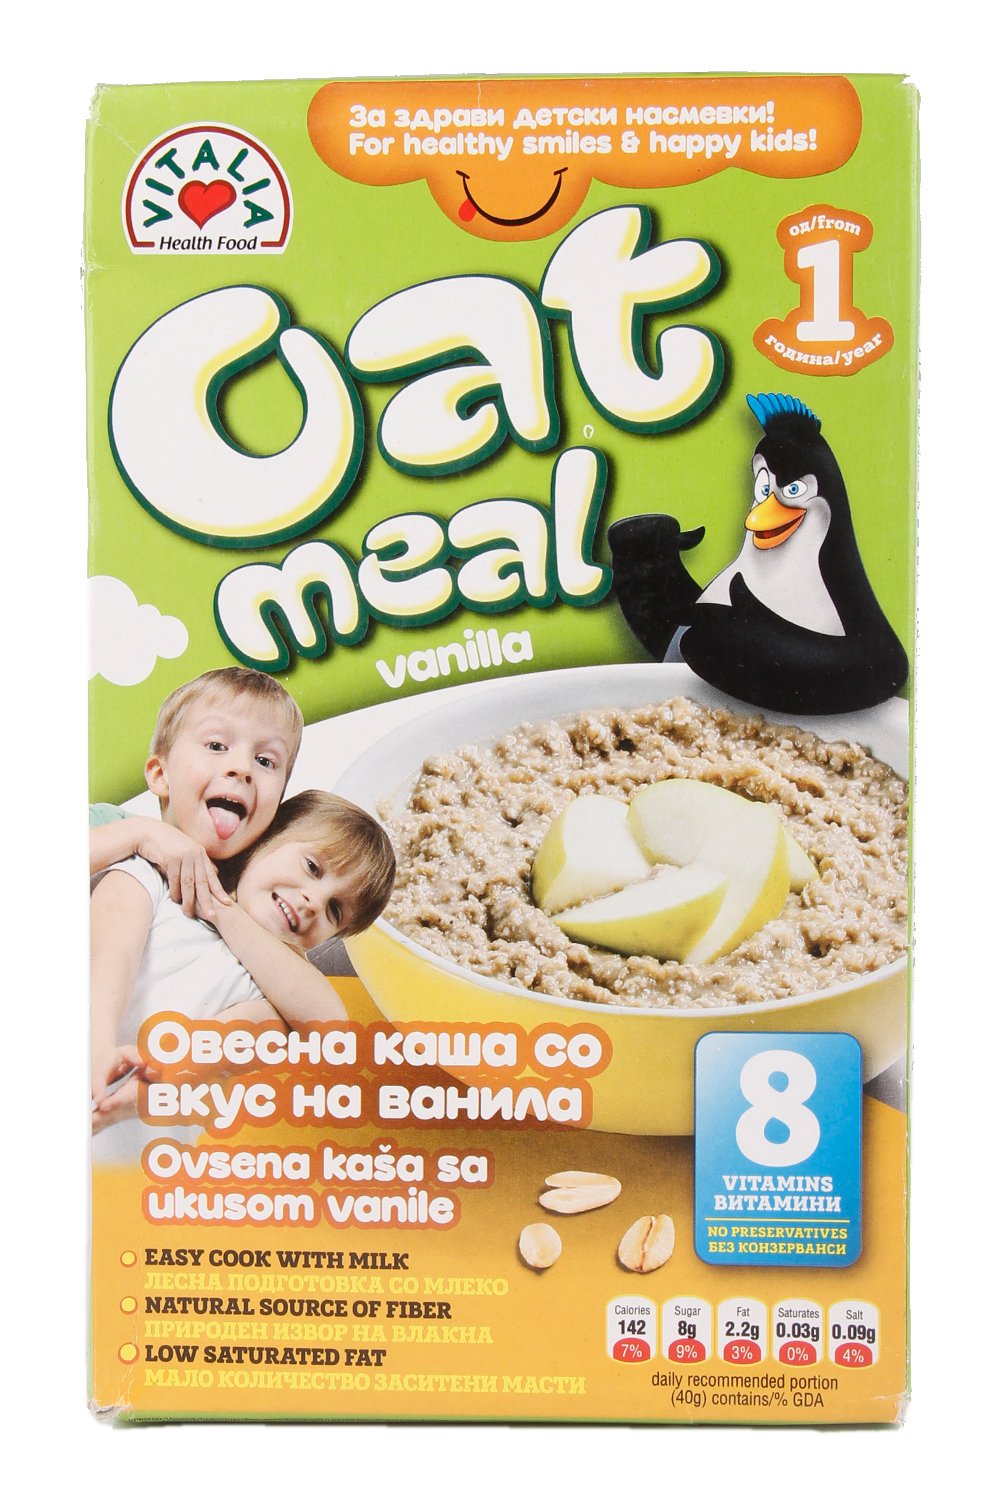 За здрави детски насмевки!
For healthy smiles & happy kids!
VITALIA
Health Food
од/from
1
година/year
Oat
meal
vanilla
Овесна каша со
вкус на ванила
Ovsena kaša sa
ukusom vanile
8
VITAMINS
ВИТАМИНИ
NO PRESERVATIVES
БЕЗ КОНЗЕРВАНСИ
EASY COOK WITH MILK
ЛЕСНА ПОДГОТОВКА СО МЛЕКО
NATURAL SOURCE OF FIBER
ПРИРОДЕН ИЗВОР НА ВЛАКНА
LOW SATURATED FAT
МАЛО КОЛИЧЕСТВО ЗАСИТЕНИ МАСТИ
Calories Sugar Fat Saturates Salt
142 8g 2.2g 0.03g 0.09g
7% 9% 3% 0% 4%
daily recommended portion
(40g) contains/% GDA